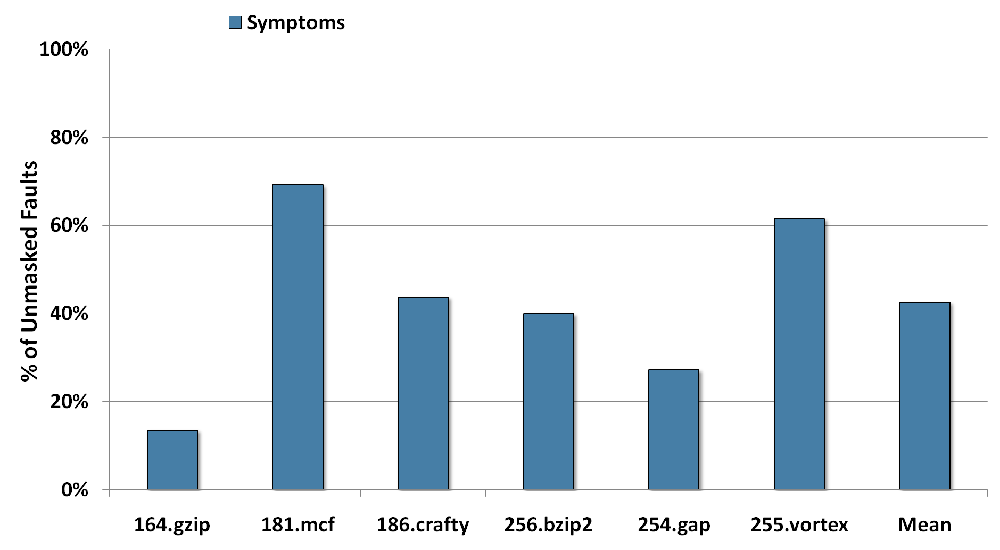 Symptoms
100%
80%
60%
40%
20%
0%
% of Unmasked Faults
164.gzip 181.mcf 186.crafty 256.bzip2 254.gap 255.vortex Mean